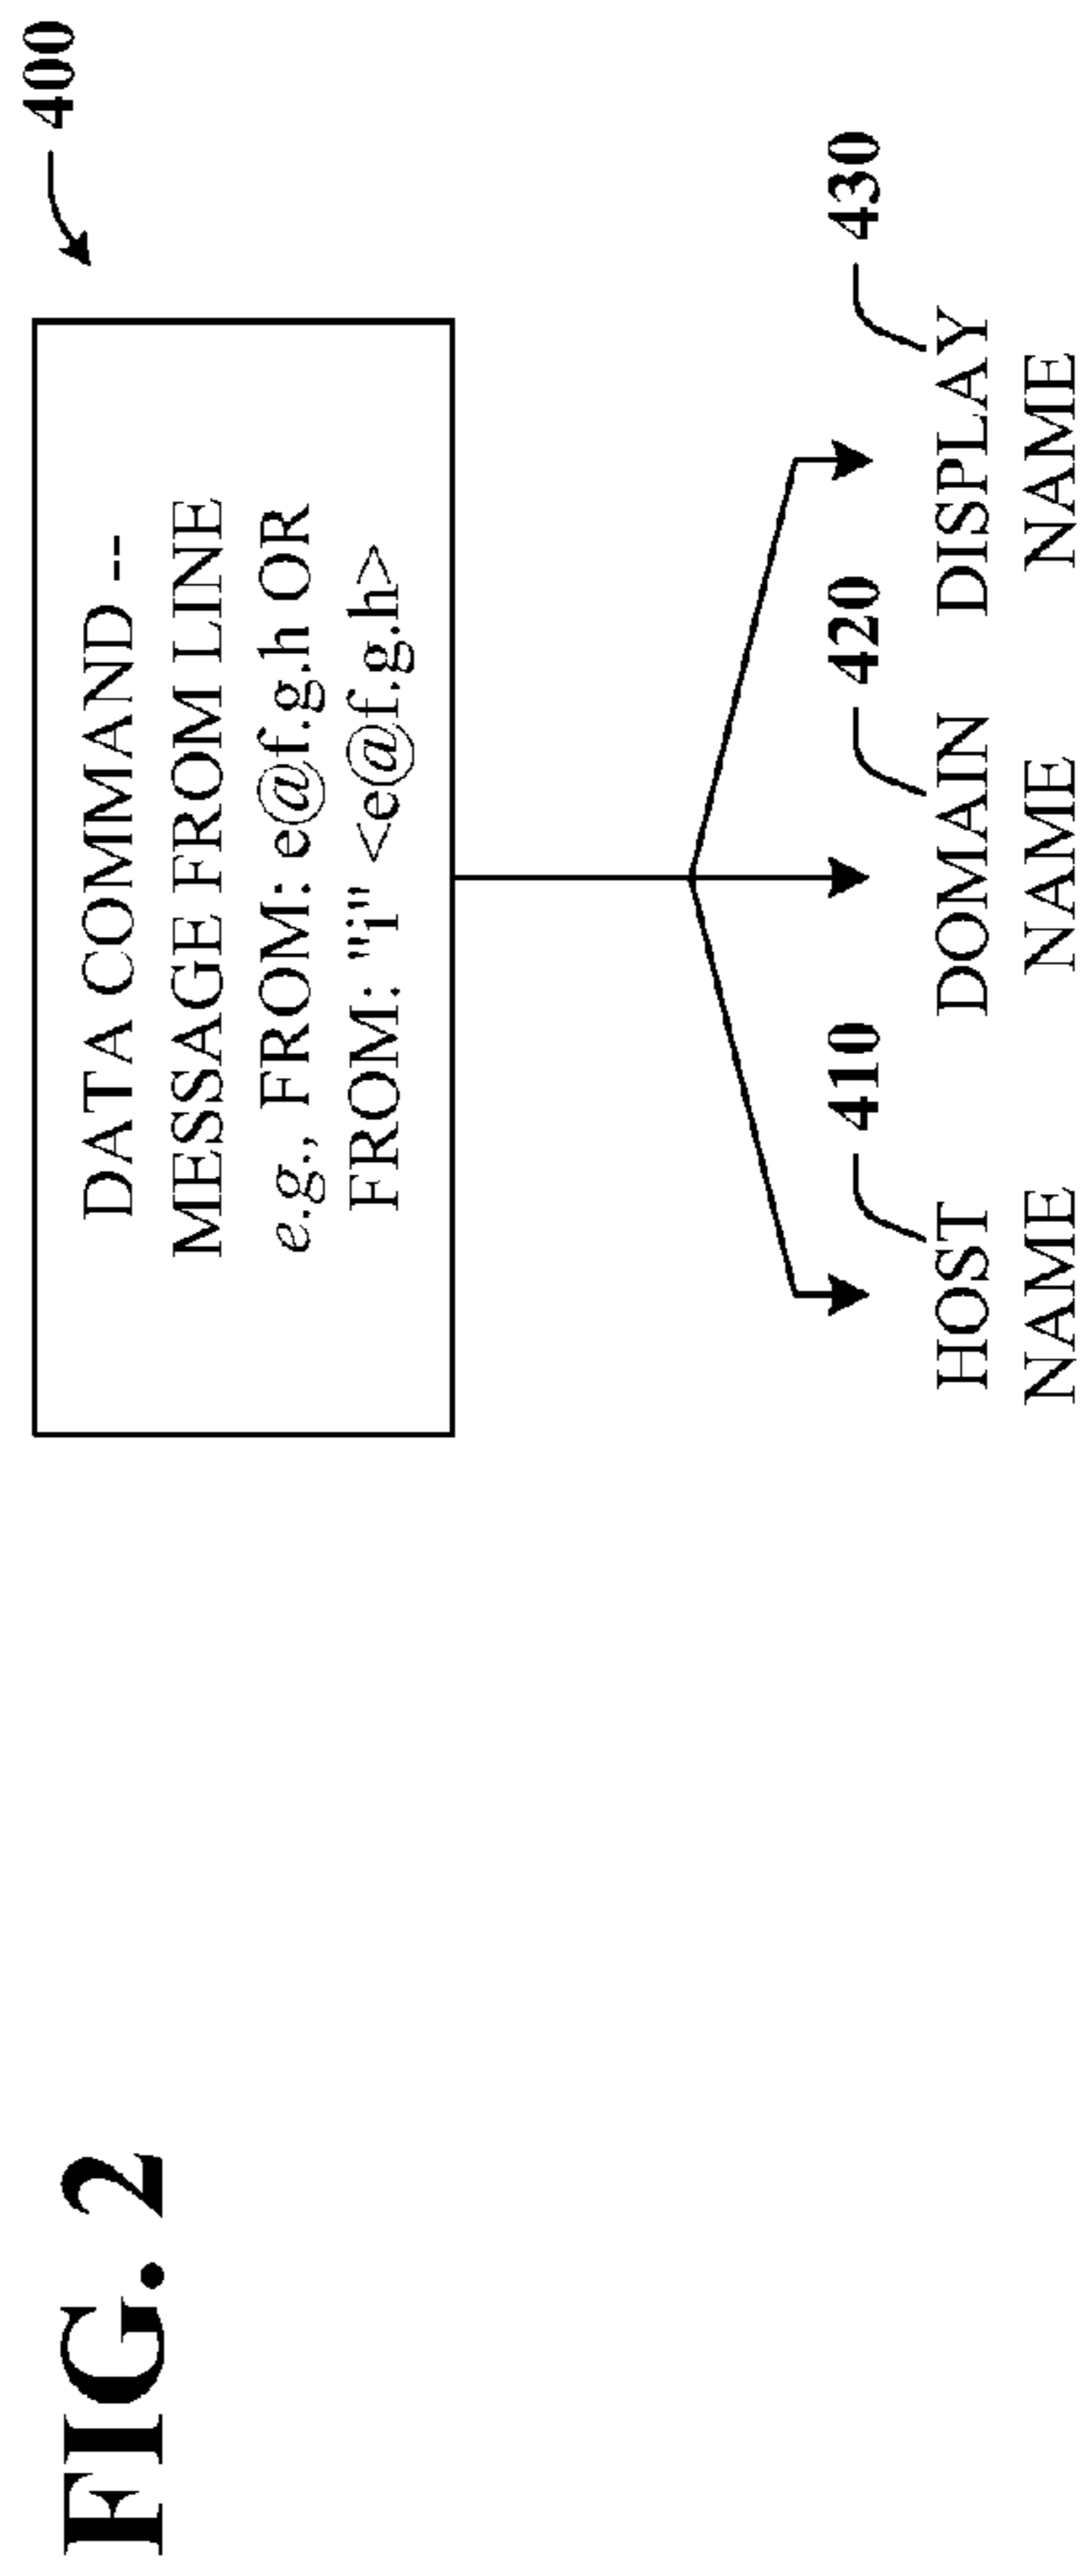 FIG. 2
400
DATA COMMAND --
MESSAGE FROM LINE
e.g., FROM: e@f.g.h OR
FROM: "i" <e@f.g.h>
410
420
430
HOST
NAME
DOMAIN
NAME
DISPLAY
NAME